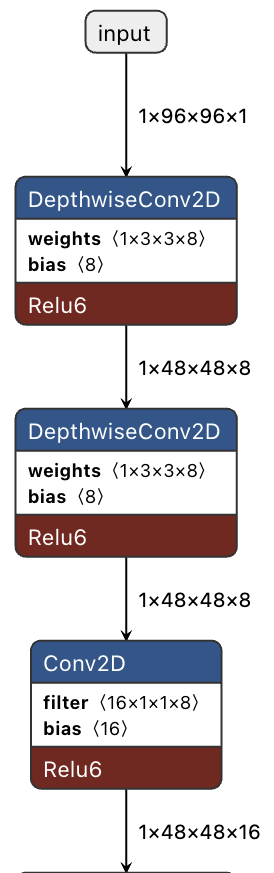 input
1×96×96×1
DepthwiseConv2D
weights ⟨1×3×3×8⟩
bias ⟨8⟩
Relu6
1×48×48×8
DepthwiseConv2D
weights ⟨1×3×3×8⟩
bias ⟨8⟩
Relu6
1×48×48×8
Conv2D
filter ⟨16×1×1×8⟩
bias ⟨16⟩
Relu6
1×48×48×16